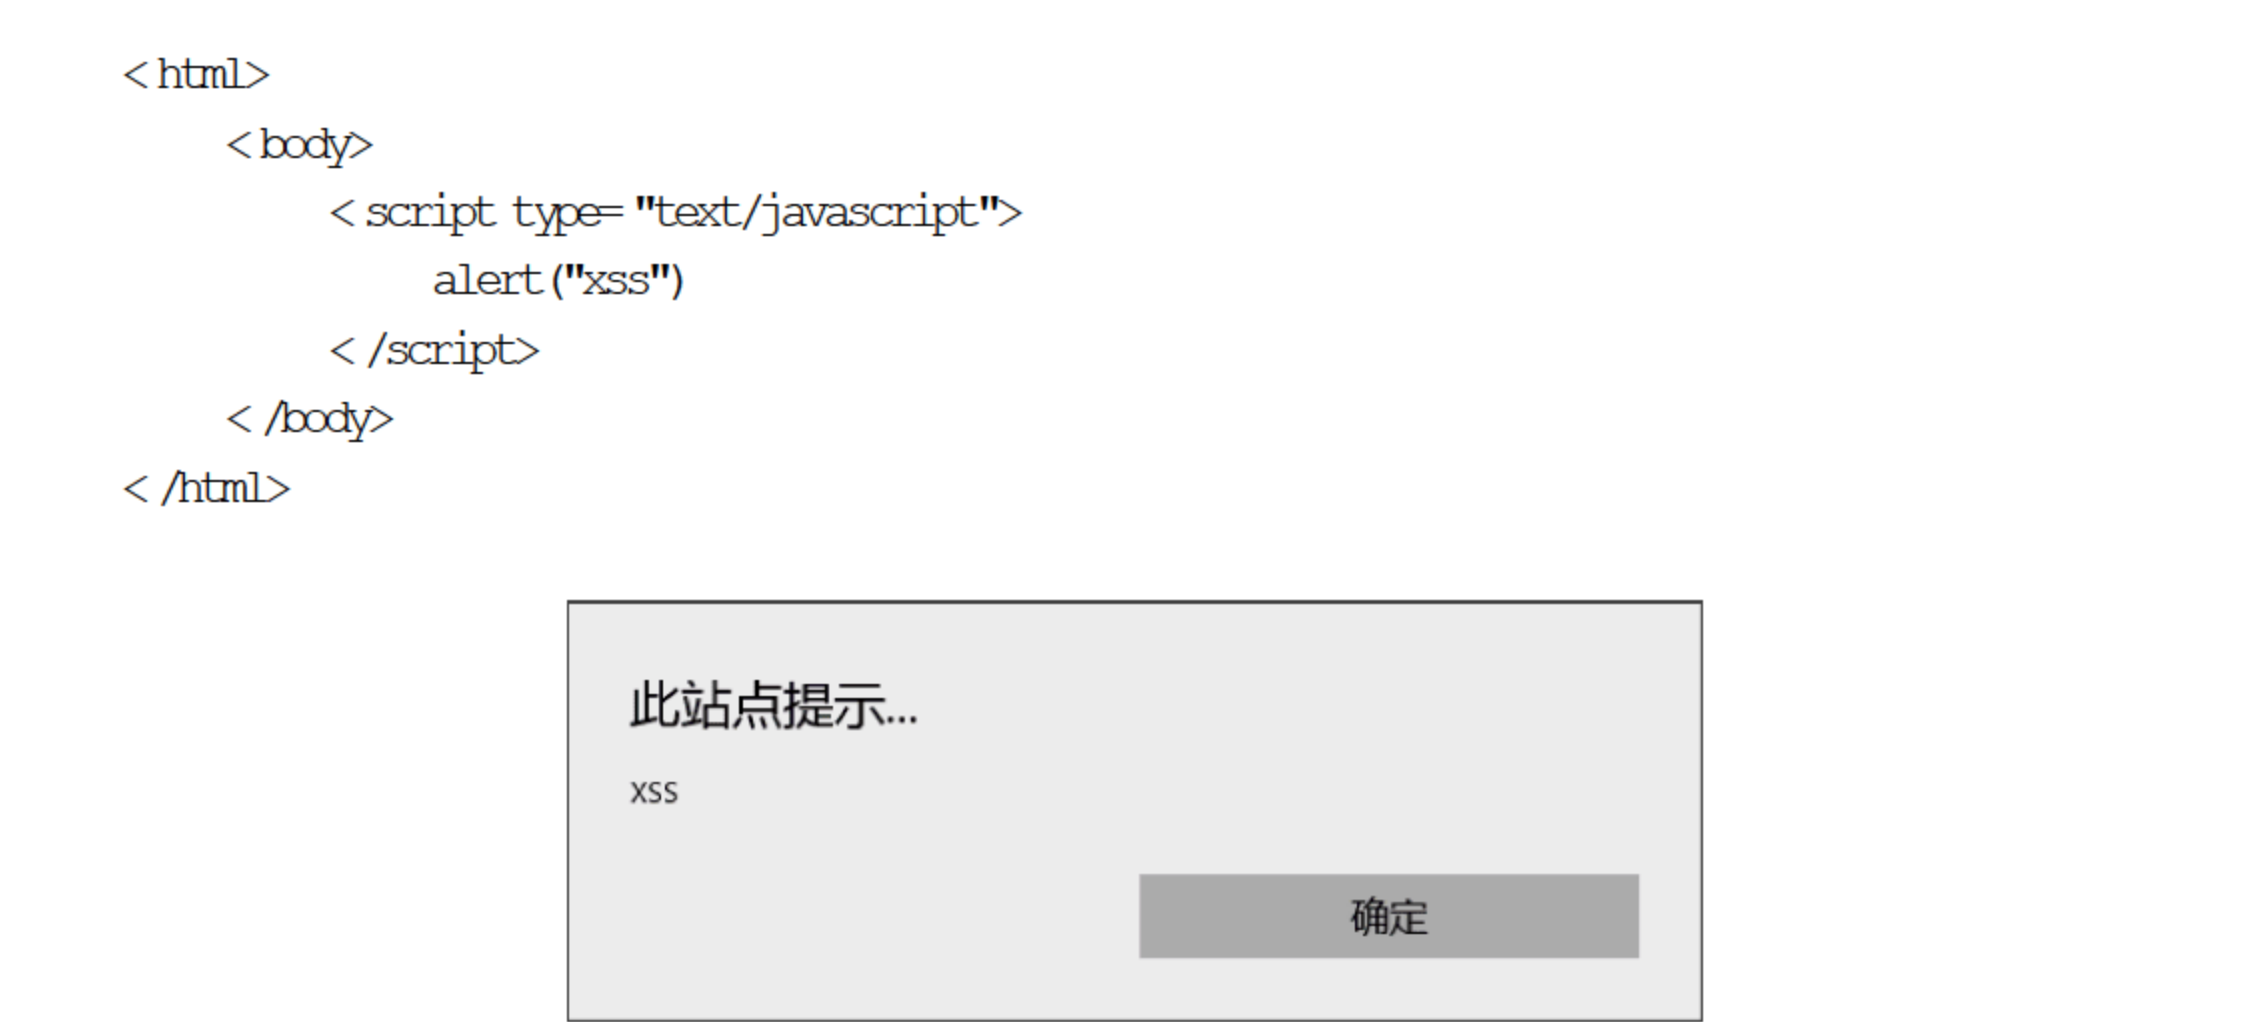 <html>
<body>
<script type="text/javascript">
alert("xss")
</script>
</body>
</html>
此站点提示...
xss
确定